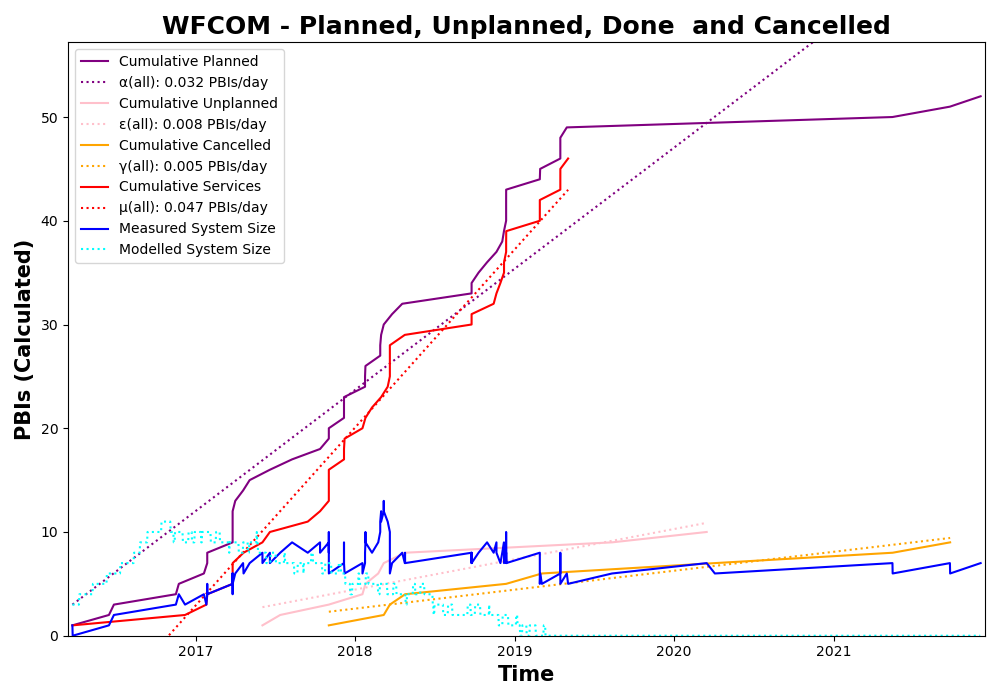 WFCOM - Planned, Unplanned, Done  and Cancelled
Cumulative Planned
α(all): 0.032 PBIs/day
Cumulative Unplanned
ε(all): 0.008 PBIs/day
Cumulative Cancelled
γ(all): 0.005 PBIs/day
Cumulative Services
μ(all): 0.047 PBIs/day
Measured System Size
Modelled System Size
PBIs (Calculated)
50
40
30
20
10
0
2017
2018
2019
2020
2021
Time